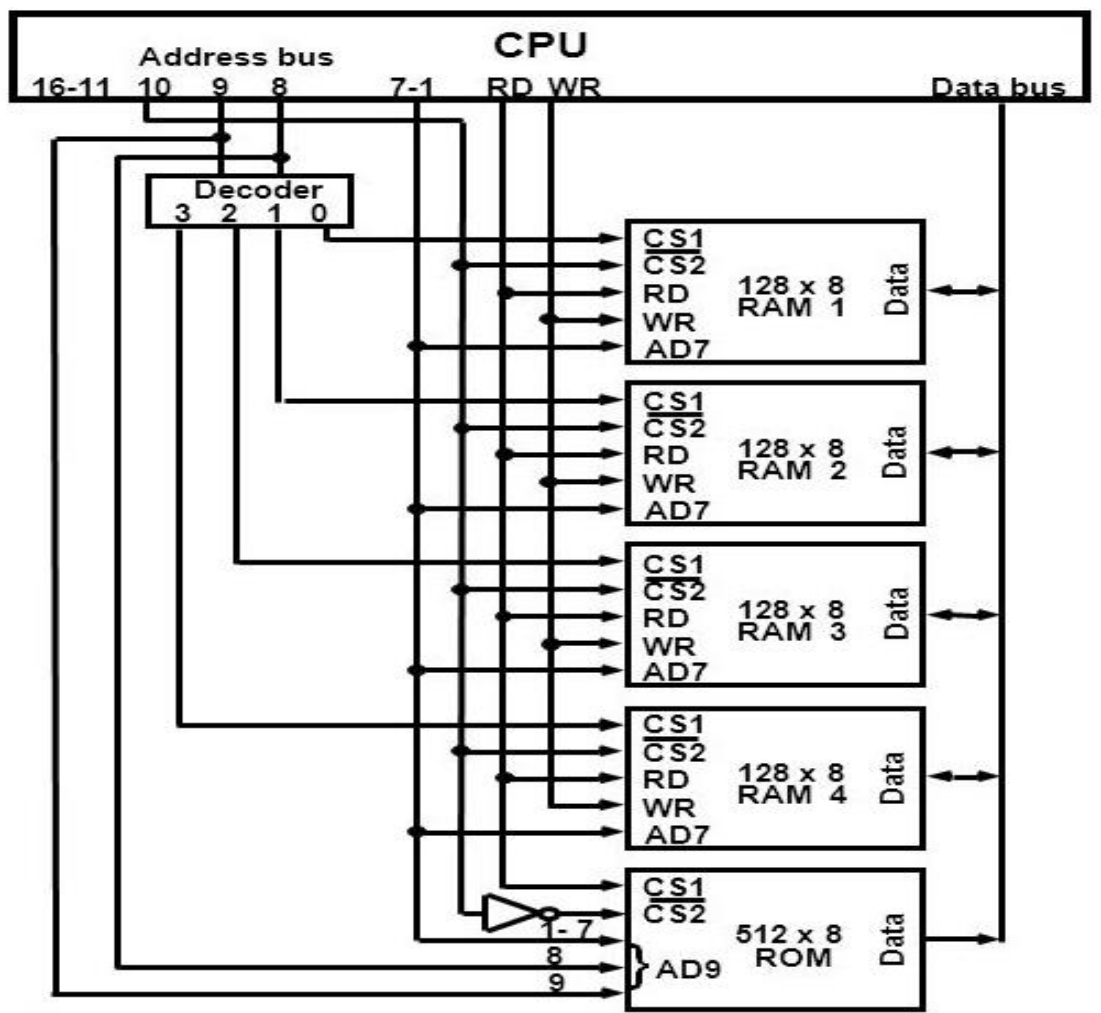 CPU
Address bus
16-11 10 9 8 7-1 RD WR Data bus
Decoder
3 2 1 0
CS1
CS2
RD
WR
AD7
128 x 8
RAM 1
Data
CS1
CS2
RD
WR
AD7
128 x 8
RAM 2
Data
CS1
CS2
RD
WR
AD7
128 x 8
RAM 3
Data
CS1
CS2
RD
WR
AD7
128 x 8
RAM 4
Data
CS1
CS2
1- 7
8
9
} AD9
512 x 8
ROM
Data